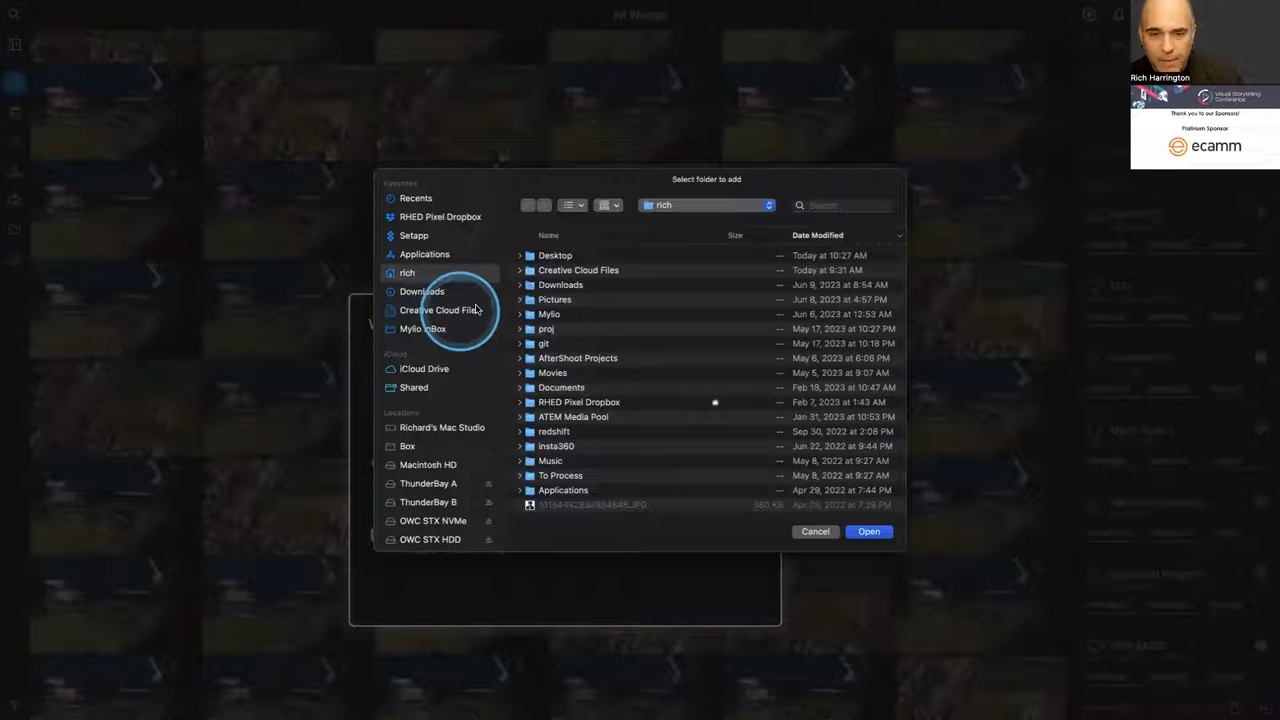 All Photos
Rich Harrington
Visual Storytelling
Conference
Thank you to our Sponsors!
Platinum Sponsor
ecamm
Select folder to add
Favorites
Recents
RHED Pixel Dropbox
Setapp
Applications
rich
Downloads
Creative Cloud Files
Mylio inBox
iCloud
iCloud Drive
Shared
Locations
Richard's Mac Studio
Box
Macintosh HD
ThunderBay A
ThunderBay B
OWC STX NVMe
OWC STX HDD
rich
Search
Name Size Date Modified
Desktop -- Today at 10:27 AM
Creative Cloud Files -- Today at 9:31 AM
Downloads -- Jun 9, 2023 at 8:54 AM
Pictures -- Jun 8, 2023 at 4:57 PM
Mylio -- Jun 6, 2023 at 12:53 AM
proj -- May 17, 2023 at 10:27 PM
git -- May 17, 2023 at 10:18 PM
AfterShoot Projects -- May 6, 2023 at 6:06 PM
Movies -- May 5, 2023 at 9:07 AM
Documents -- Feb 18, 2023 at 10:47 AM
RHED Pixel Dropbox -- Feb 7, 2023 at 1:43 AM
ATEM Media Pool -- Jan 31, 2023 at 10:53 PM
redshift -- Sep 30, 2022 at 2:08 PM
insta360 -- Jun 22, 2022 at 9:44 PM
Music -- May 8, 2022 at 9:27 AM
To Process -- May 8, 2022 at 9:27 AM
Applications -- Apr 29, 2022 at 7:44 PM
Apr 29, 2022 at 7:29 PM
Cancel Open